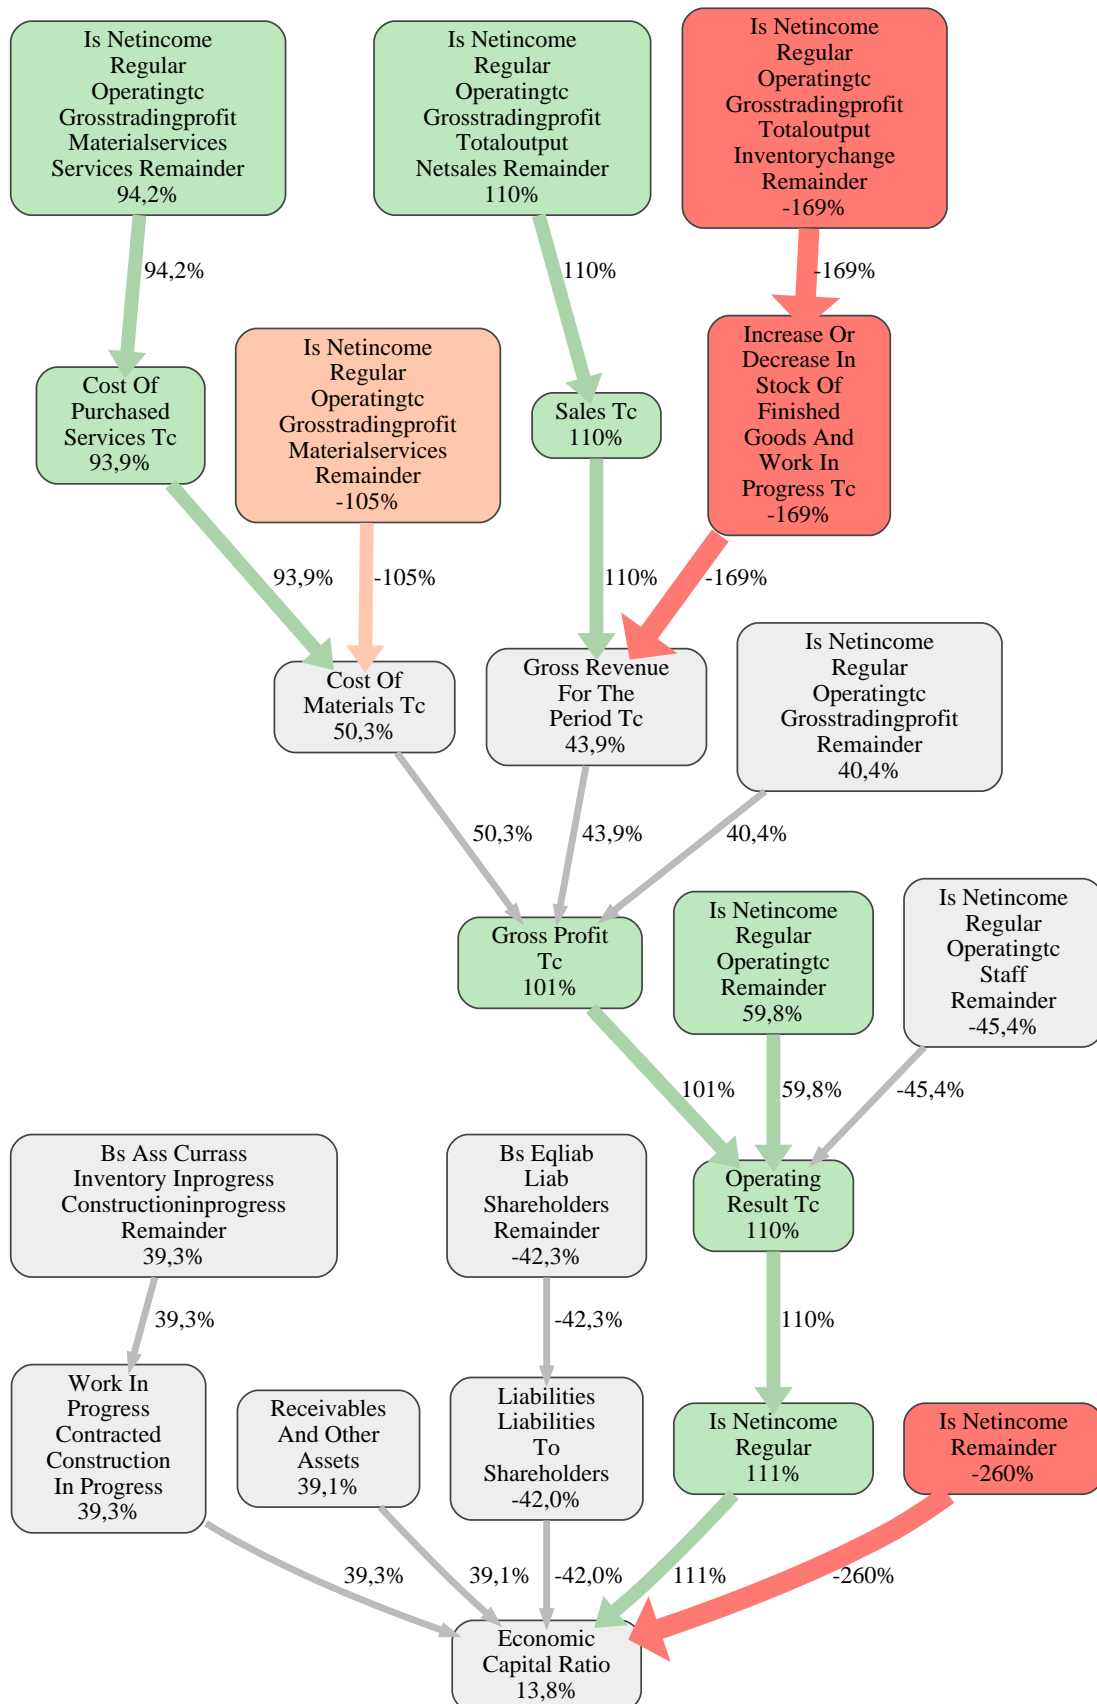 Is Netincome
Regular
Operatingtc
Grosstradingprofit
Materialservices
Services Remainder
94,2%
Is Netincome
Regular
Operatingtc
Grosstradingprofit
Totaloutput
Netsales Remainder
110%
Is Netincome
Regular
Operatingtc
Grosstradingprofit
Totaloutput
Inventorychange
Remainder
-169%
94,2%
110%
-169%
Cost Of
Purchased
Services Tc
93,9%
Is Netincome
Regular
Operatingtc
Grosstradingprofit
Materialservices
Remainder
-105%
Sales Tc
110%
Increase Or
Decrease In
Stock Of
Finished
Goods And
Work In
Progress Tc
-169%
93,9%
-105%
110%
-169%
Cost Of
Materials Tc
50,3%
Gross Revenue
For The
Period Tc
43,9%
Is Netincome
Regular
Operatingtc
Grosstradingprofit
Remainder
40,4%
50,3%
43,9%
40,4%
Gross Profit
Tc
101%
Is Netincome
Regular
Operatingtc
Remainder
59,8%
Is Netincome
Regular
Operatingtc
Staff
Remainder
-45,4%
101%
59,8%
-45,4%
Bs Ass Currass
Inventory Inprogress
Constructioninprogress
Remainder
39,3%
Bs Eqliab
Liab
Shareholders
Remainder
-42,3%
Operating
Result Tc
110%
39,3%
-42,3%
110%
Work In
Progress
Contracted
Construction
In Progress
39,3%
Receivables
And Other
Assets
39,1%
Liabilities
Liabilities
To
Shareholders
-42,0%
Is Netincome
Regular
111%
Is Netincome
Remainder
-260%
39,3%
39,1%
-42,0%
111%
-260%
Economic
Capital Ratio
13,8%